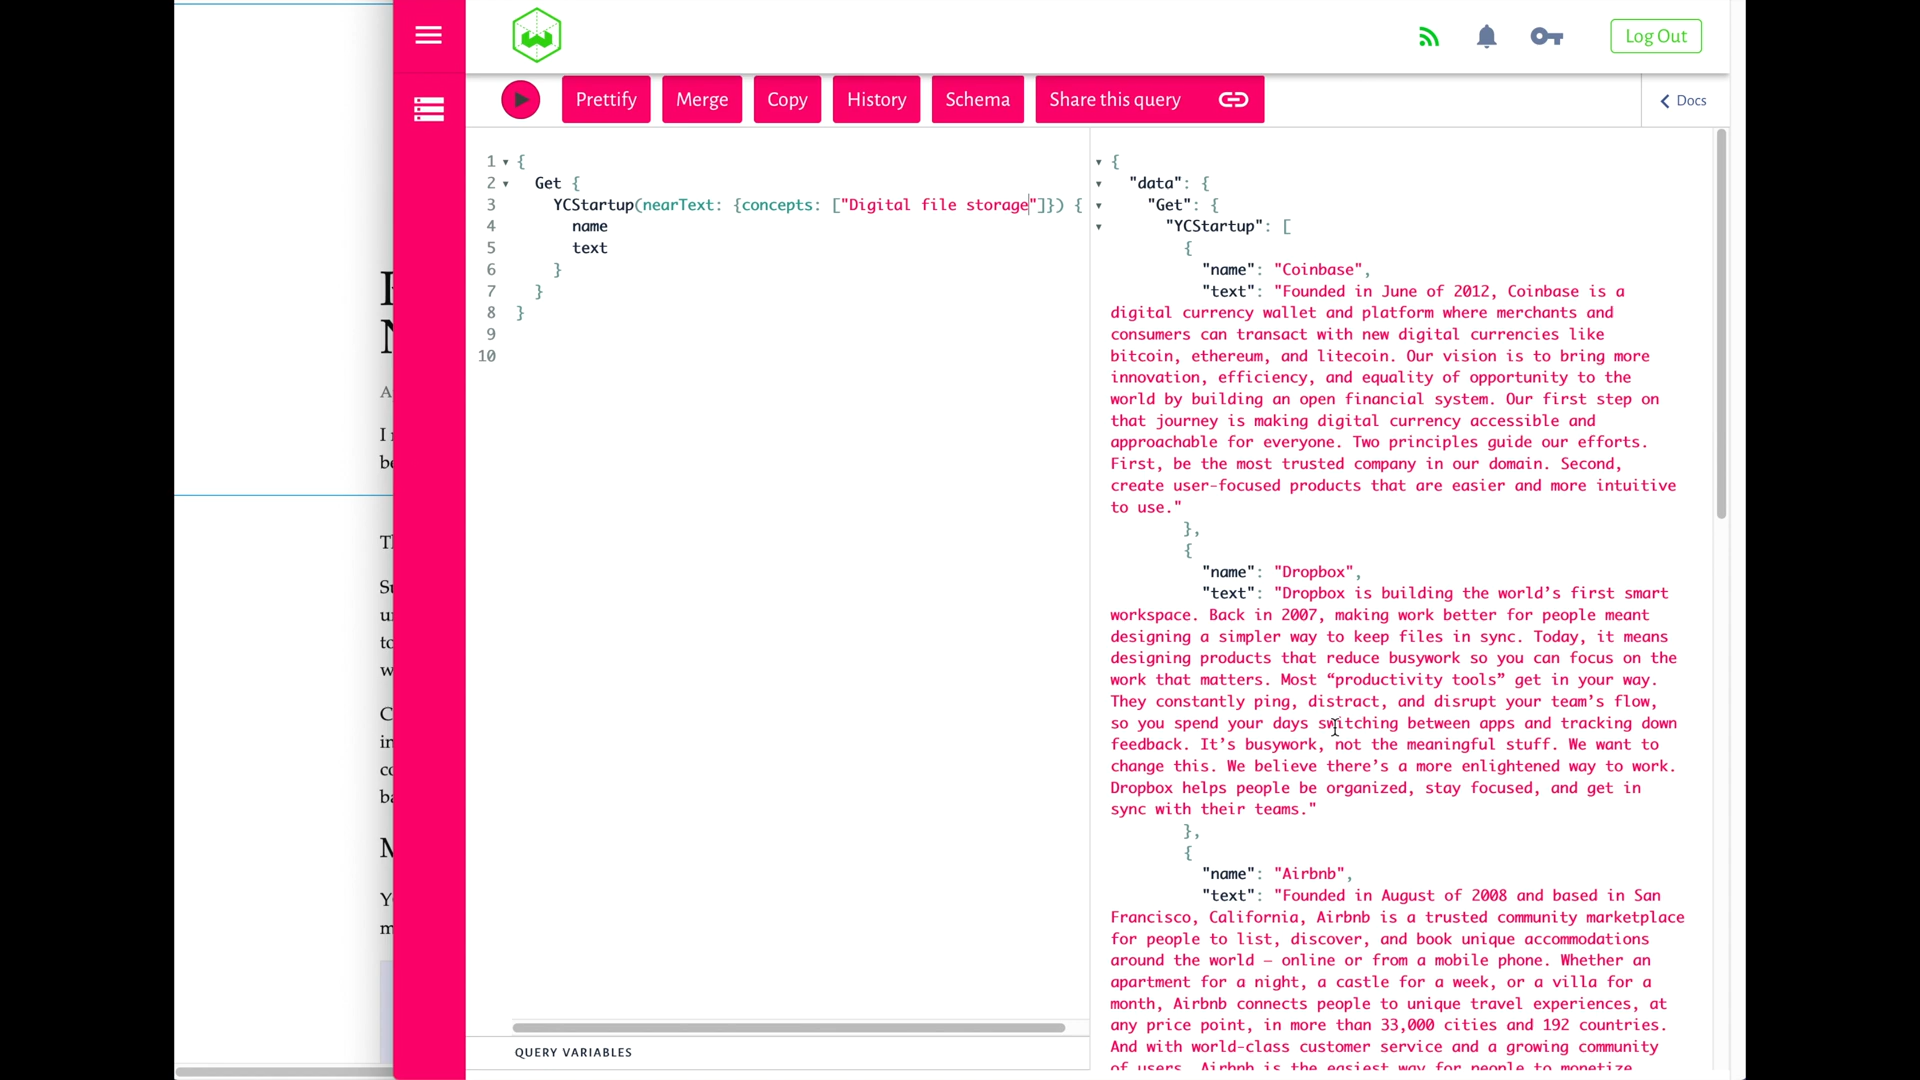 Log Out
Prettify
Merge
Copy
History
Schema
Share this query
Docs
1 {
2 Get {
3 YCStartup(nearText: {concepts: ["Digital file storage"]}) {
4 name
5 text
6 }
7 }
8 }
9
10
QUERY VARIABLES
{
"data": {
"Get": {
"YCStartup": [
{
"name": "Coinbase",
"text": "Founded in June of 2012, Coinbase is a
digital currency wallet and platform where merchants and
consumers can transact with new digital currencies like
bitcoin, ethereum, and litecoin. Our vision is to bring more
innovation, efficiency, and equality of opportunity to the
world by building an open financial system. Our first step on
that journey is making digital currency accessible and
approachable for everyone. Two principles guide our efforts.
First, be the most trusted company in our domain. Second,
create user-focused products that are easier and more intuitive
to use."
},
{
"name": "Dropbox",
"text": "Dropbox is building the world’s first smart
workspace. Back in 2007, making work better for people meant
designing a simpler way to keep files in sync. Today, it means
designing products that reduce busywork so you can focus on the
work that matters. Most “productivity tools” get in your way.
They constantly ping, distract, and disrupt your team’s flow,
so you spend your days switching between apps and tracking down
feedback. It’s busywork, not the meaningful stuff. We want to
change this. We believe there’s a more enlightened way to work.
Dropbox helps people be organized, stay focused, and get in
sync with their teams."
},
{
"name": "Airbnb",
"text": "Founded in August of 2008 and based in San
Francisco, California, Airbnb is a trusted community marketplace
for people to list, discover, and book unique accommodations
around the world — online or from a mobile phone. Whether an
apartment for a night, a castle for a week, or a villa for a
month, Airbnb connects people to unique travel experiences, at
any price point, in more than 33,000 cities and 192 countries.
And with world-class customer service and a growing community
of users, Airbnb is the easiest way for people to monetize